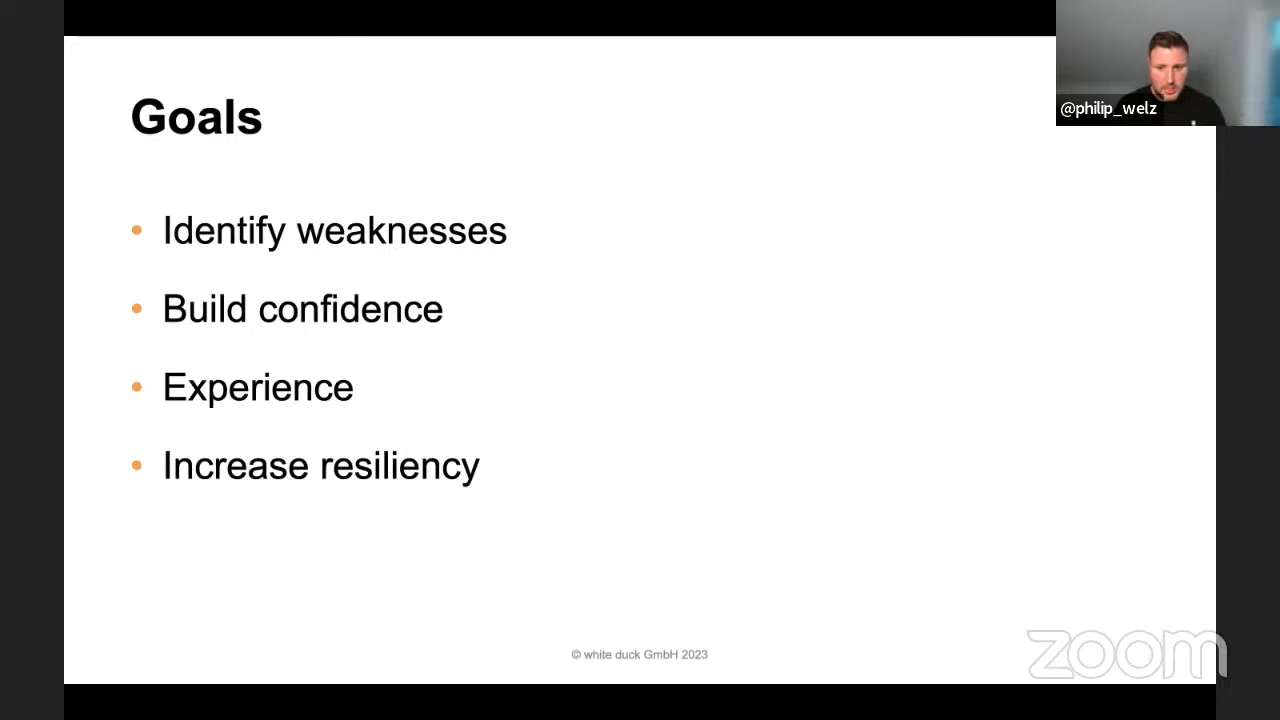 Goals
@philip_welz
• Identify weaknesses
• Build confidence
• Experience
• Increase resiliency
© white duck GmbH 2023
zoom